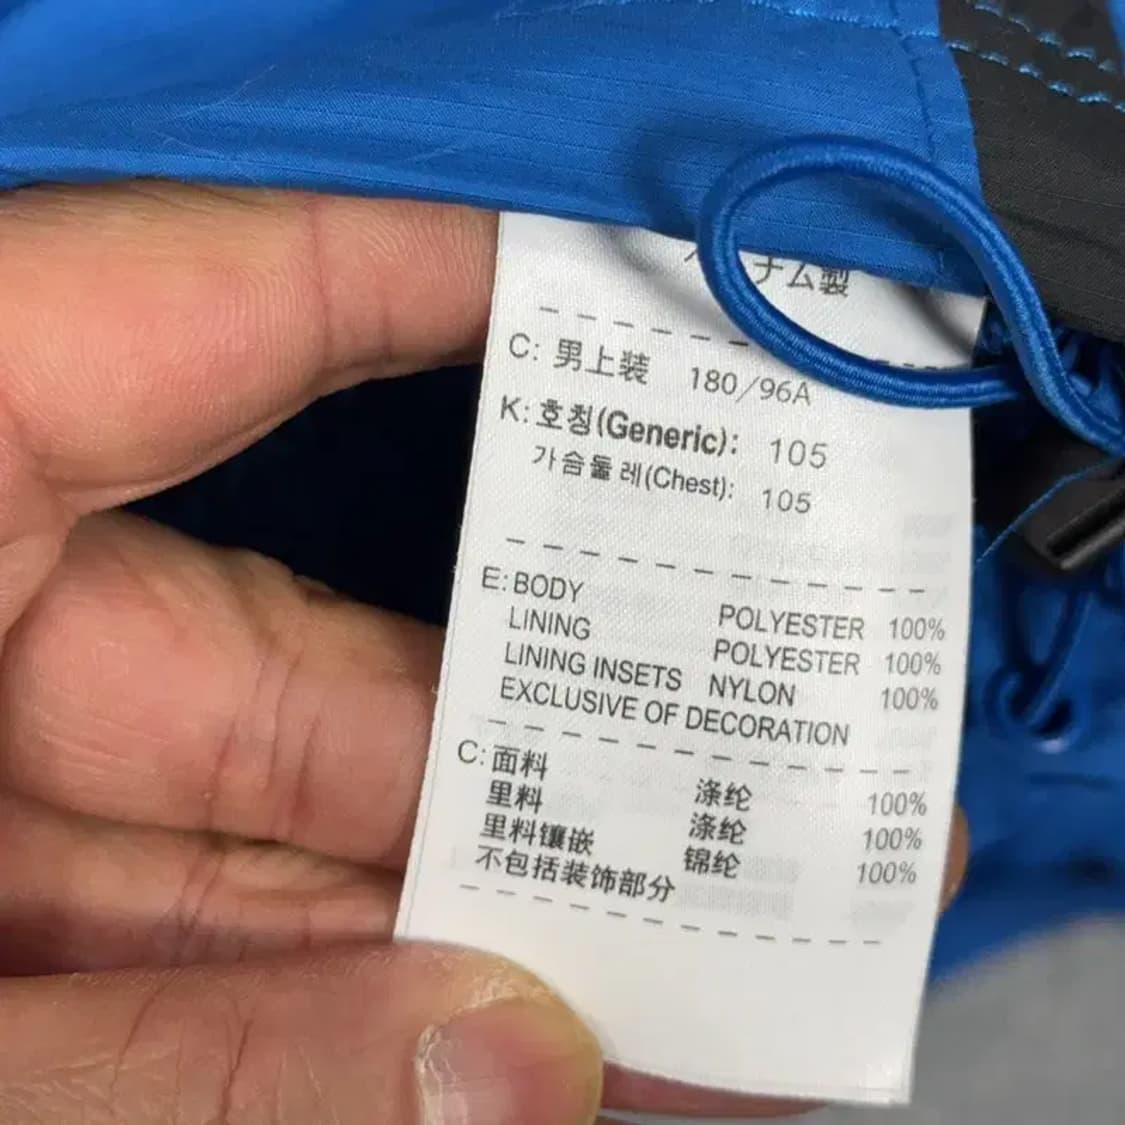 ナム製
C: 男上装 180/96A
K: 호칭(Generic): 105
가슴둘레(Chest): 105
E: BODY POLYESTER 100%
LINING POLYESTER 100%
LINING INSETS NYLON 100%
EXCLUSIVE OF DECORATION
C: 面料 涤纶 100%
里料 涤纶 100%
里料镶嵌 锦纶 100%
不包括装饰部分